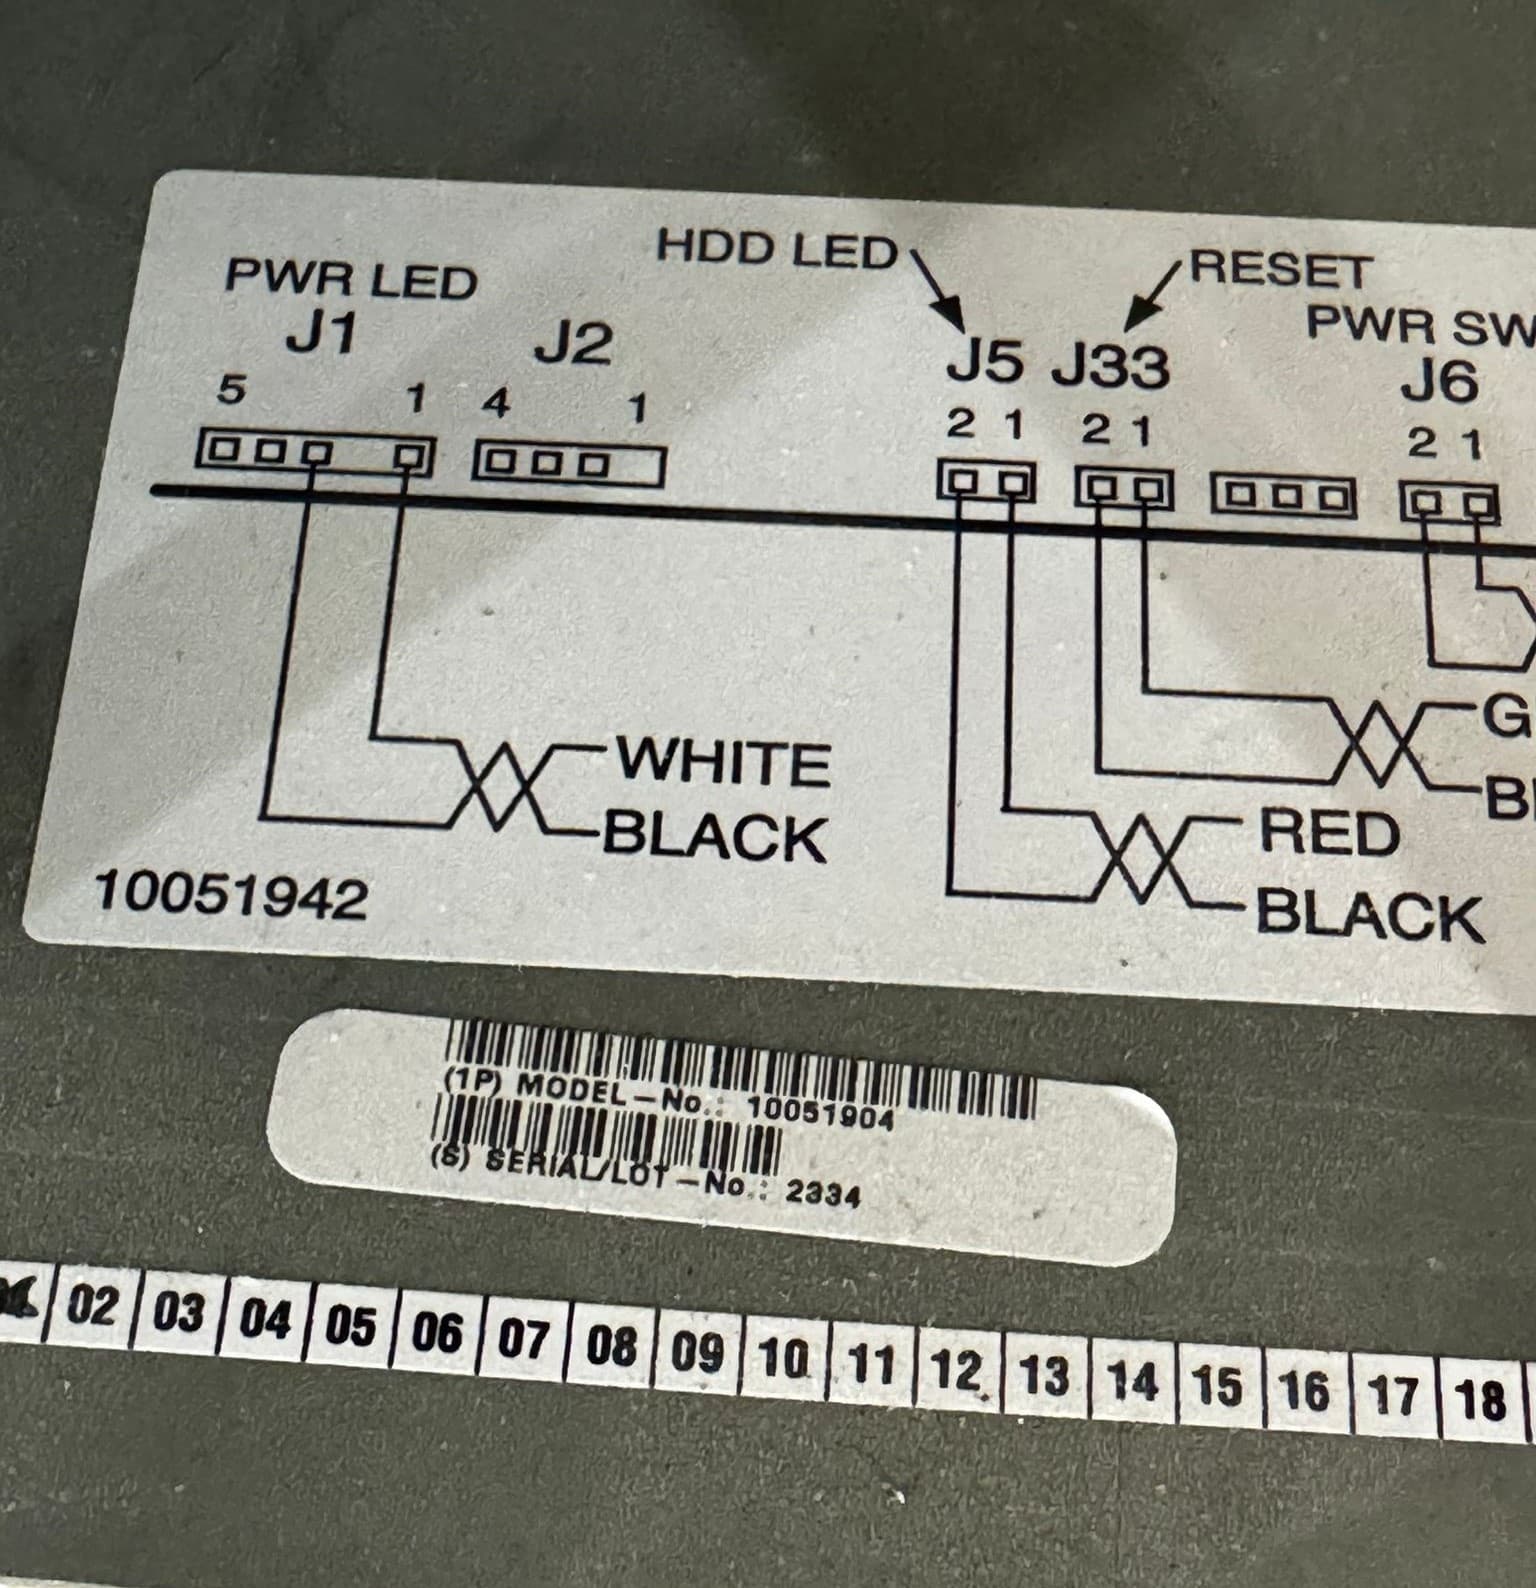 HDD LED
RESET
PWR LED
PWR SW
J1
J2
J5 J33
J6
5 1 4 1
2 1 2 1 2 1
WHITE
BLACK
G
RED
BLACK
10051942
(1P) MODEL-No.: 10051904
(S) SERIAL/LOT-No.: 2334
02 03 04 05 06 07 08 09 10 11 12 13 14 15 16 17 18